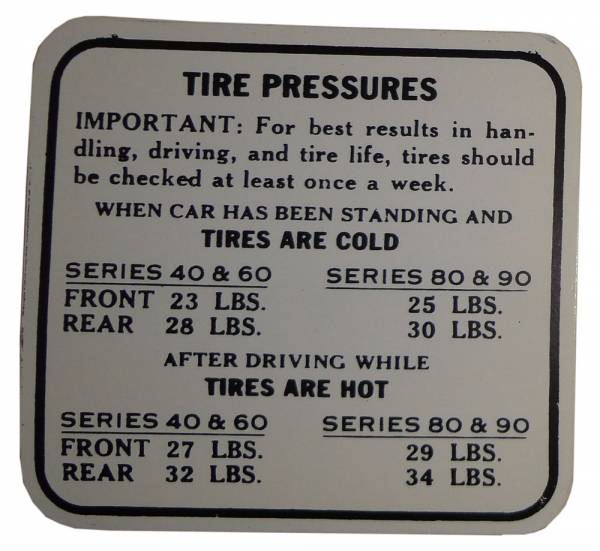 TIRE PRESSURES
IMPORTANT: For best results in han-
dling, driving, and tire life, tires should
be checked at least once a week.
WHEN CAR HAS BEEN STANDING AND
TIRES ARE COLD
SERIES 40 & 60 SERIES 80 & 90
FRONT 23 LBS. 25 LBS.
REAR 28 LBS. 30 LBS.
AFTER DRIVING WHILE
TIRES ARE HOT
SERIES 40 & 60 SERIES 80 & 90
FRONT 27 LBS. 29 LBS.
REAR 32 LBS. 34 LBS.